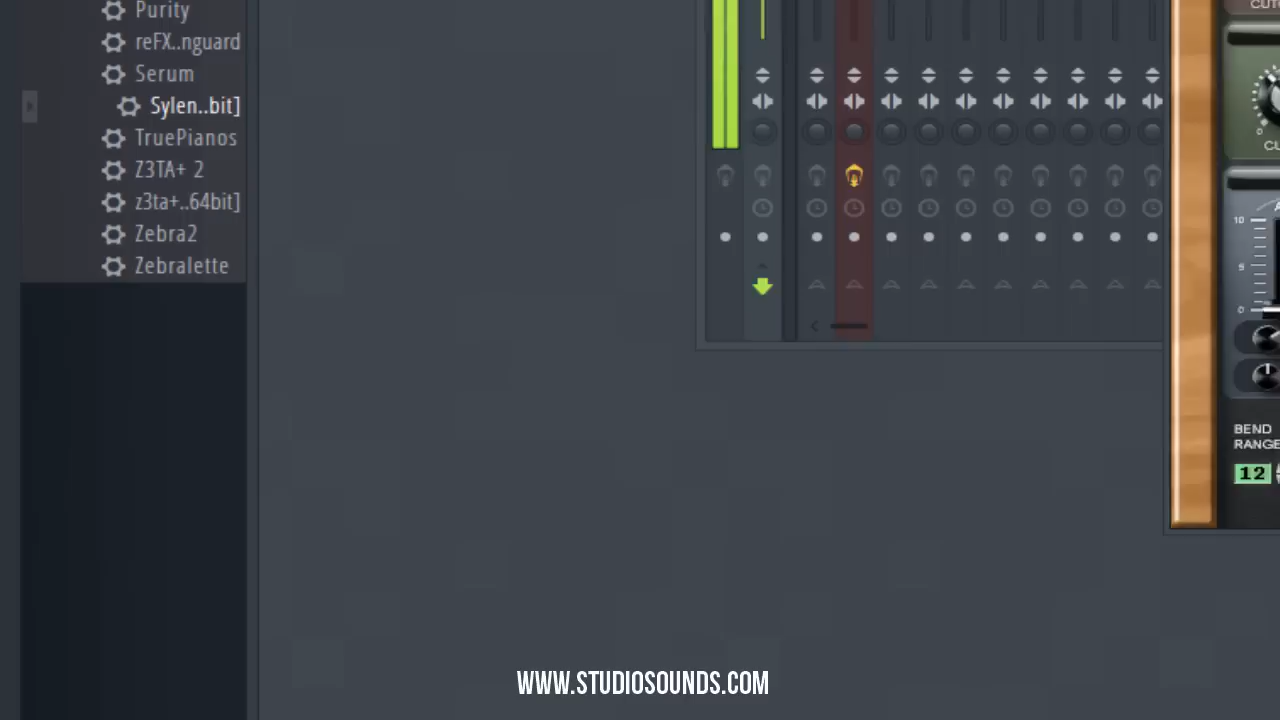 Purity
reFX..nguard
Serum
Sylen..bit]
TruePianos
Z3TA+ 2
z3ta+..64bit]
Zebra2
Zebralette
10
5
0
0
BEND
RANGE
12
WWW.STUDIOSOUNDS.COM